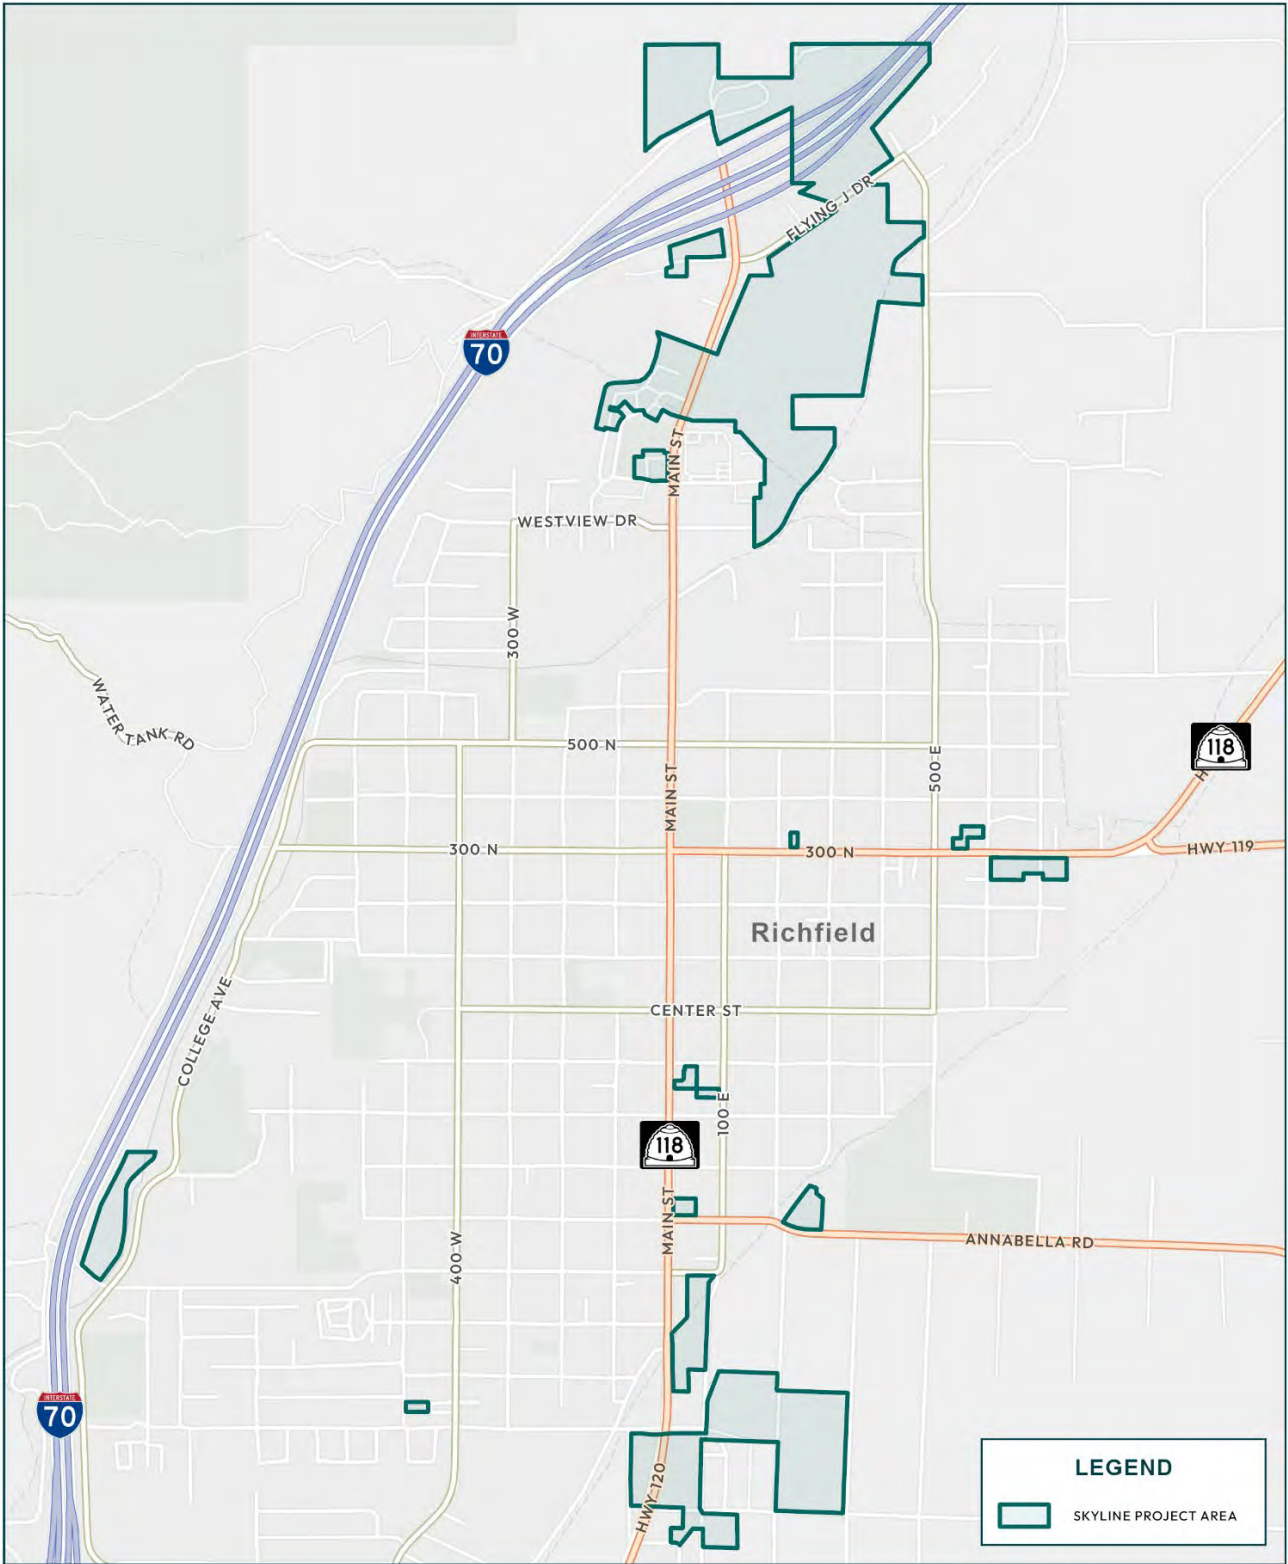 FLYING J DR
INTERSTATE
70
MAIN ST
WESTVIEW DR
300 W
WATER TANK RD
118
500 N
MAIN ST
500 E
300 N
300 N
HWY 119
Richfield
COLLEGE AVE
CENTER ST
100 E
118
MAIN ST
ANNABELLA RD
400 W
INTERSTATE
70
HWY 120
LEGEND
SKYLINE PROJECT AREA